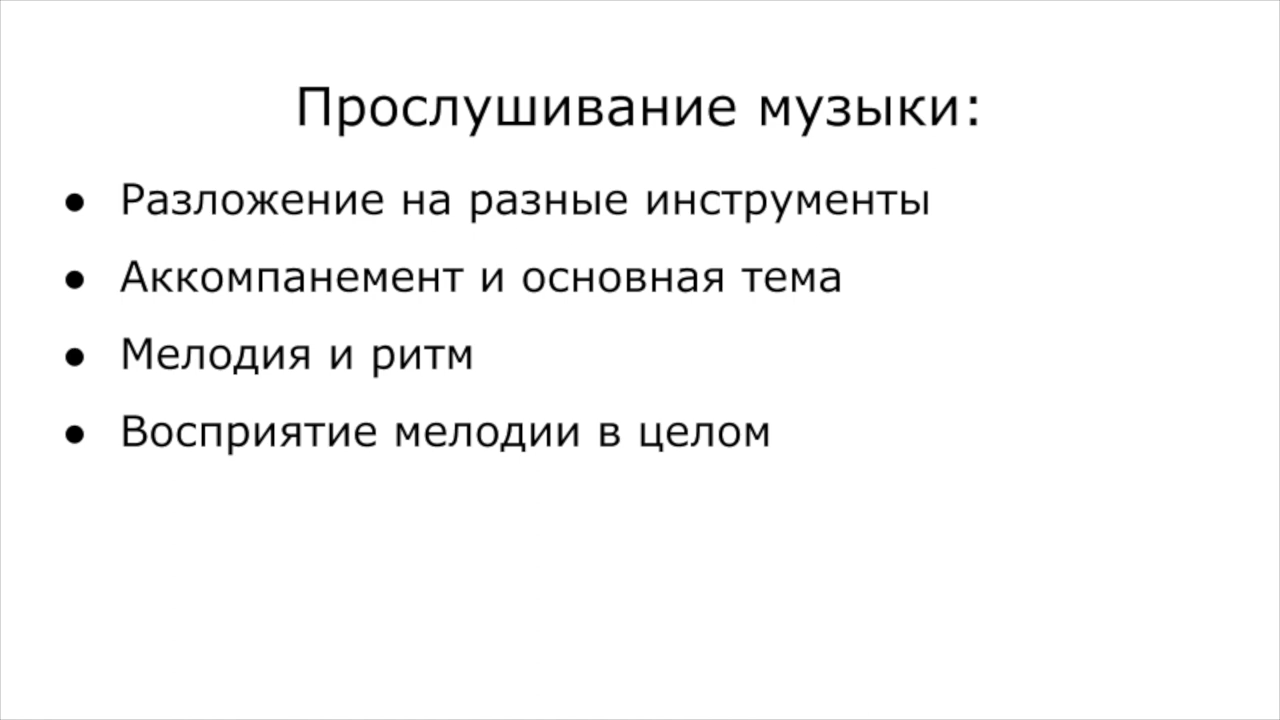 Прослушивание музыки:
● Разложение на разные инструменты
● Аккомпанемент и основная тема
● Мелодия и ритм
● Восприятие мелодии в целом